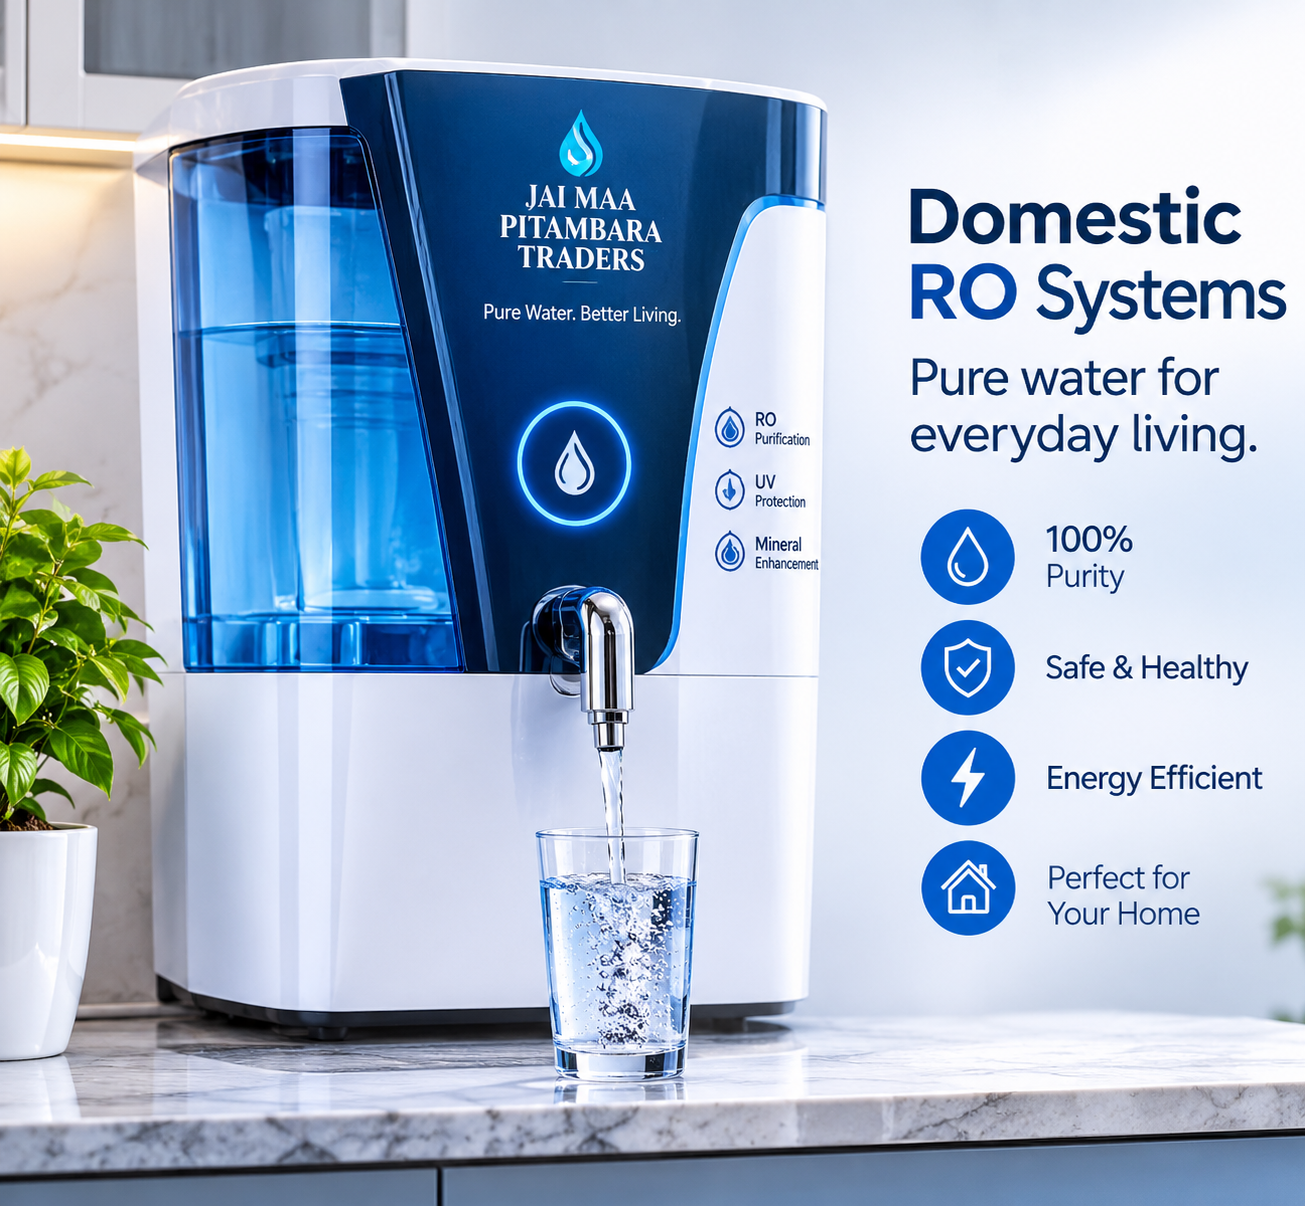 JAI MAA
PITAMBARA
TRADERS
Pure Water. Better Living.
RO
Purification
UV
Protection
Mineral
Enhancement
Domestic
RO Systems
Pure water for
everyday living.
100%
Purity
Safe & Healthy
Energy Efficient
Perfect for
Your Home